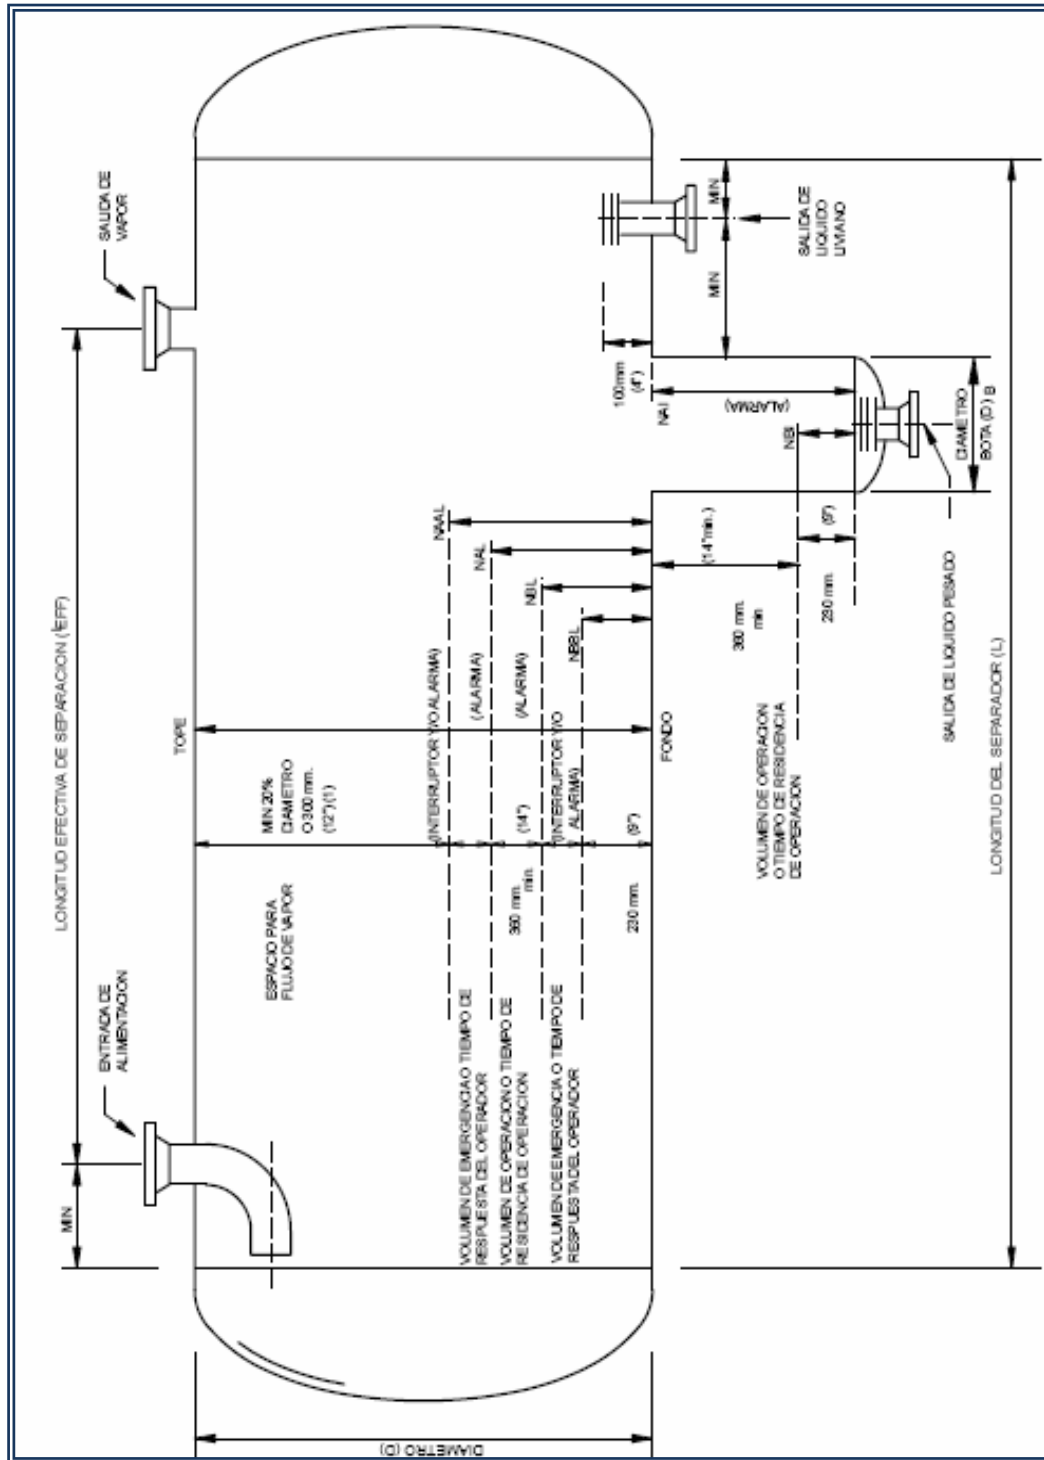 LONGITUD EFECTIVA DE SEPARACION (LEFF)
MIN
ENTRADA DE
ALIMENTACION
SALIDA DE
VAPOR
TOPE
MIN 20%
DIAMETRO
O 300 mm.
(12") (1)
ESPACIO PARA
FLUJO DE VAPOR
(INTERRUPTOR Y/O ALARMA)
NAAL
(ALARMA)
NAL
(ALARMA)
NBL
(INTERRUPTOR Y/O
ALARMA)
NBBL
VOLUMEN DE EMERGENCIA O TIEMPO DE
RESPUESTA DEL OPERADOR
VOLUMEN DE OPERACION O TIEMPO DE
RESIDENCIA DE OPERACION
VOLUMEN DE EMERGENCIA O TIEMPO DE
RESPUESTA DEL OPERADOR
360 mm.
min.
(14")
230 mm.
(9")
FONDO
DIAMETRO (D)
100mm
(4")
NAI
(ALARMA)
NBI
MIN
MIN
SALIDA DE
LIQUIDO
LIVIANO
(14"min.)
360 mm.
min
(9")
230 mm.
DIAMETRO
BOTA (D) B
VOLUMEN DE OPERACION
O TIEMPO DE RESIDENCIA
DE OPERACION
SALIDA DE LIQUIDO PESADO
LONGITUD DEL SEPARADOR (L)